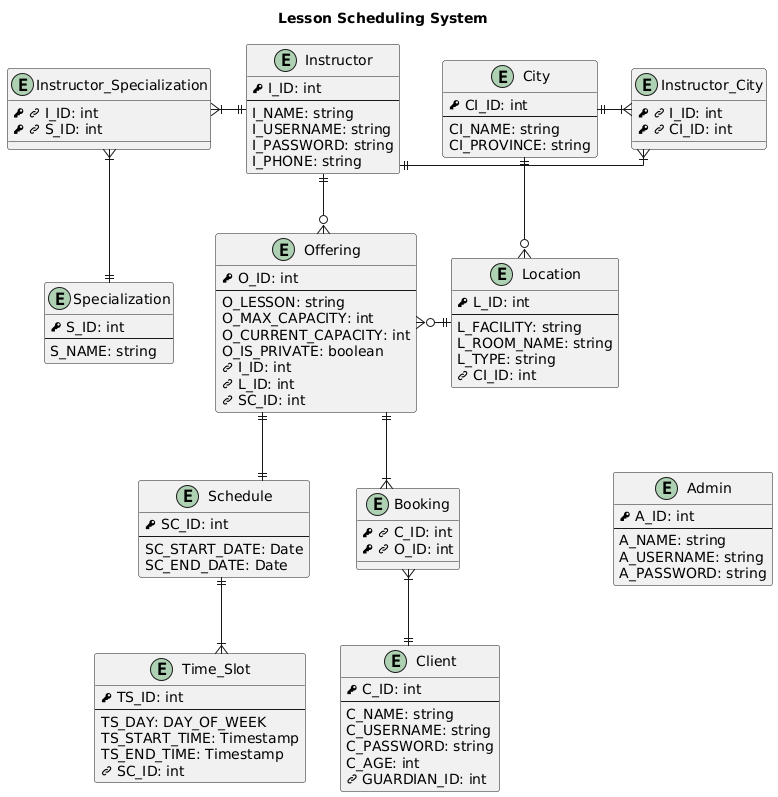 Lesson Scheduling System
E Instructor_Specialization
I_ID: int
S_ID: int
E Instructor
I_ID: int
I_NAME: string
I_USERNAME: string
I_PASSWORD: string
I_PHONE: string
E City
CI_ID: int
CI_NAME: string
CI_PROVINCE: string
E Instructor_City
I_ID: int
CI_ID: int
E Specialization
S_ID: int
S_NAME: string
E Offering
O_ID: int
O_LESSON: string
O_MAX_CAPACITY: int
O_CURRENT_CAPACITY: int
O_IS_PRIVATE: boolean
I_ID: int
L_ID: int
SC_ID: int
E Location
L_ID: int
L_FACILITY: string
L_ROOM_NAME: string
L_TYPE: string
CI_ID: int
E Schedule
SC_ID: int
SC_START_DATE: Date
SC_END_DATE: Date
E Booking
C_ID: int
O_ID: int
E Admin
A_ID: int
A_NAME: string
A_USERNAME: string
A_PASSWORD: string
E Time_Slot
TS_ID: int
TS_DAY: DAY_OF_WEEK
TS_START_TIME: Timestamp
TS_END_TIME: Timestamp
SC_ID: int
E Client
C_ID: int
C_NAME: string
C_USERNAME: string
C_PASSWORD: string
C_AGE: int
GUARDIAN_ID: int